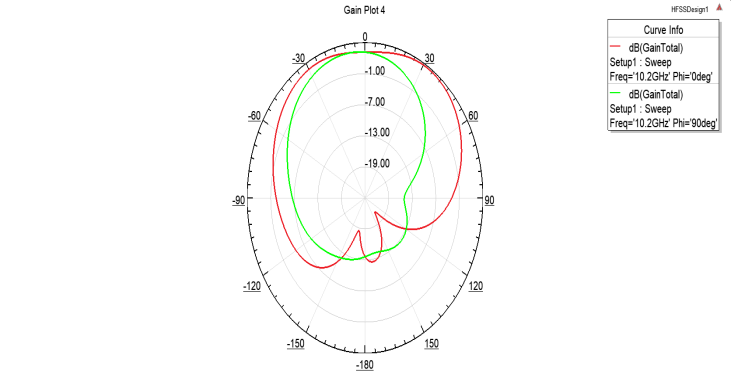 Gain Plot 4
HFSSDesign1
Curve Info
dB(GainTotal)
Setup1 : Sweep
Freq='10.2GHz' Phi='0deg'
dB(GainTotal)
Setup1 : Sweep
Freq='10.2GHz' Phi='90deg'
0
-30
30
-1.00
-7.00
-60
60
-13.00
-19.00
-90
90
-120
120
-150
150
-180